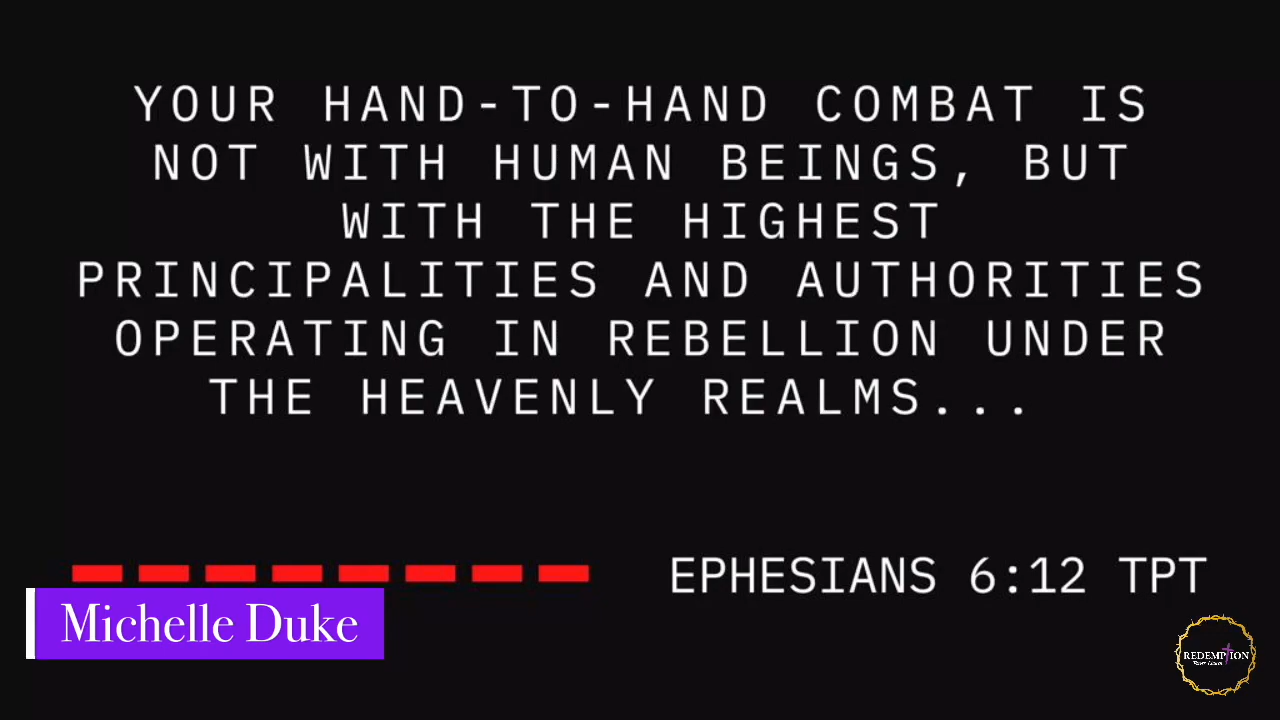 YOUR HAND-TO-HAND COMBAT IS
NOT WITH HUMAN BEINGS, BUT
WITH THE HIGHEST
PRINCIPALITIES AND AUTHORITIES
OPERATING IN REBELLION UNDER
THE HEAVENLY REALMS...
EPHESIANS 6:12 TPT
Michelle Duke
REDEMPTION